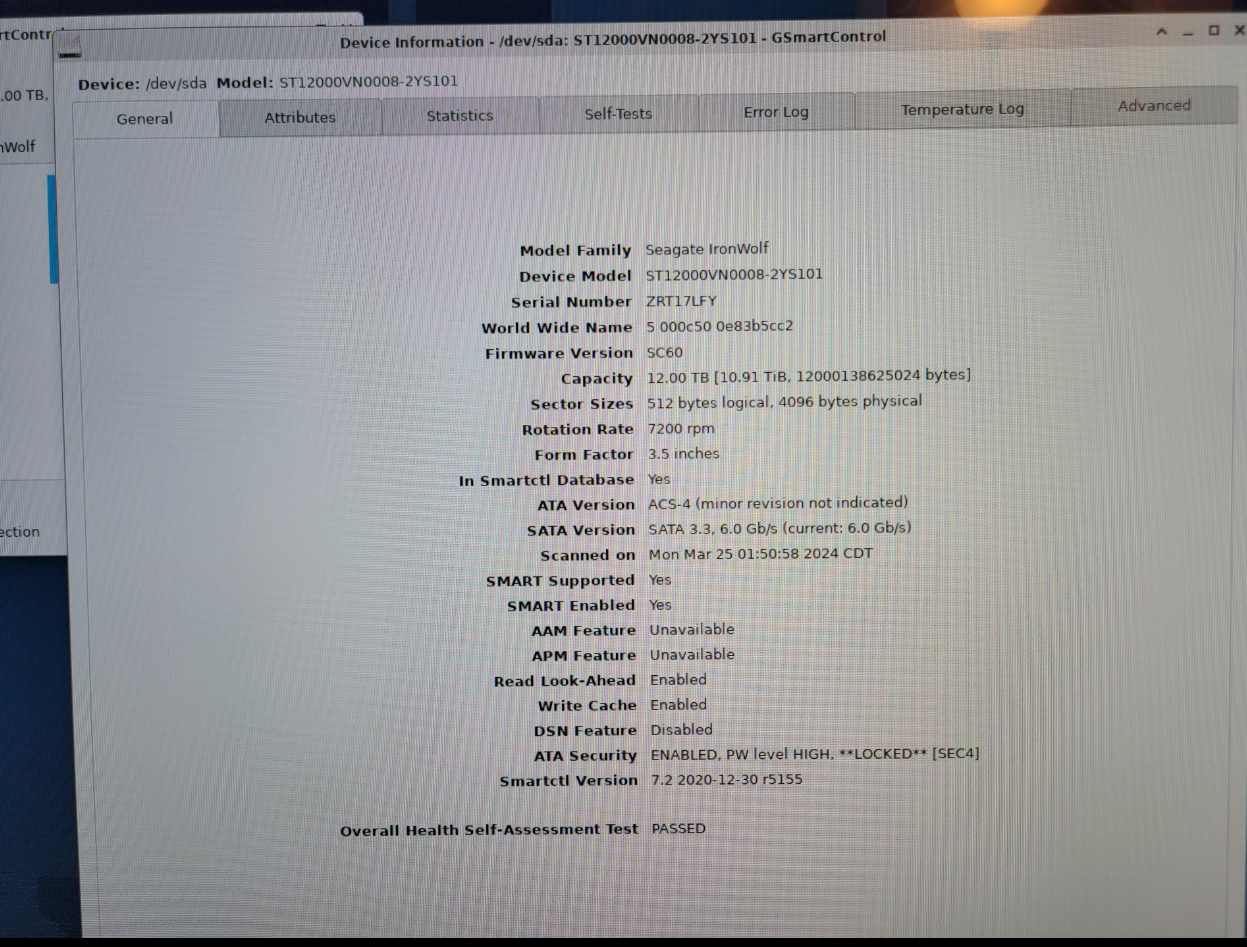 Device Information - /dev/sda: ST12000VN0008-2YS101 - GSmartControl
.00 TB,
Device: /dev/sda Model: ST12000VN0008-2YS101
General Attributes Statistics Self-Tests Error Log Temperature Log Advanced
Model Family Seagate IronWolf
Device Model ST12000VN0008-2YS101
Serial Number ZRT17LFY
World Wide Name 5 000c50 0e83b5cc2
Firmware Version SC60
Capacity 12.00 TB [10.91 TiB, 12000138625024 bytes]
Sector Sizes 512 bytes logical, 4096 bytes physical
Rotation Rate 7200 rpm
Form Factor 3.5 inches
In Smartctl Database Yes
ATA Version ACS-4 (minor revision not indicated)
SATA Version SATA 3.3, 6.0 Gb/s (current: 6.0 Gb/s)
Scanned on Mon Mar 25 01:50:58 2024 CDT
SMART Supported Yes
SMART Enabled Yes
AAM Feature Unavailable
APM Feature Unavailable
Read Look-Ahead Enabled
Write Cache Enabled
DSN Feature Disabled
ATA Security ENABLED, PW level HIGH, **LOCKED** [SEC4]
Smartctl Version 7.2 2020-12-30 r5155
Overall Health Self-Assessment Test PASSED
rtContr
nWolf
ection